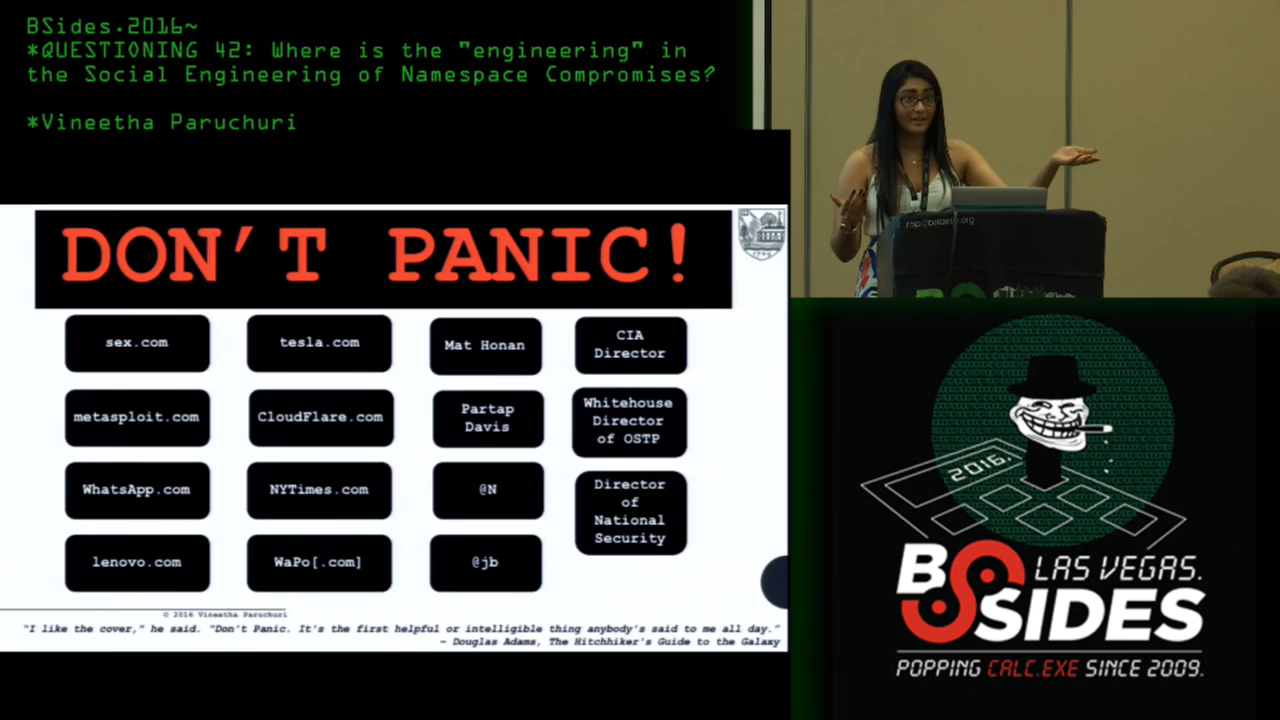 BSides.2016~
*QUESTIONING 42: Where is the "engineering" in
the Social Engineering of Namespace Compromises?
*Vineetha Paruchuri
DON'T PANIC!
sex.com
tesla.com
Mat Honan
CIA
Director
metasploit.com
CloudFlare.com
Partap
Davis
Whitehouse
Director
of OSTP
WhatsApp.com
NYTimes.com
@N
Director
of
National
Security
lenovo.com
WaPo[.com]
@jb
© 2016 Vineetha Paruchuri
"I like the cover," he said. "Don't Panic. It's the first helpful or intelligible thing anybody's said to me all day."
~ Douglas Adams, The Hitchhiker's Guide to the Galaxy
2016.
BSIDES
LAS VEGAS.
POPPING CALC.EXE SINCE 2009.